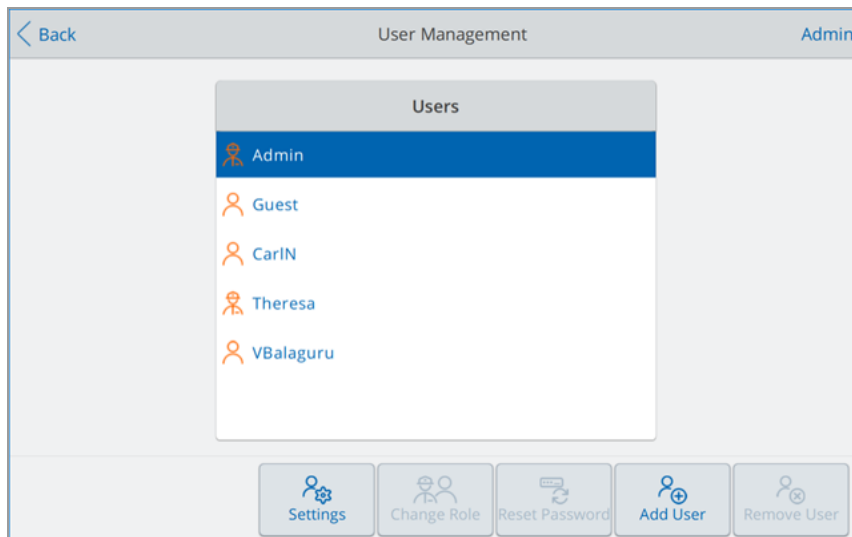 Back User Management Admin
Users
Admin
Guest
CarlN
Theresa
VBalaguru
Settings Change Role Reset Password Add User Remove User